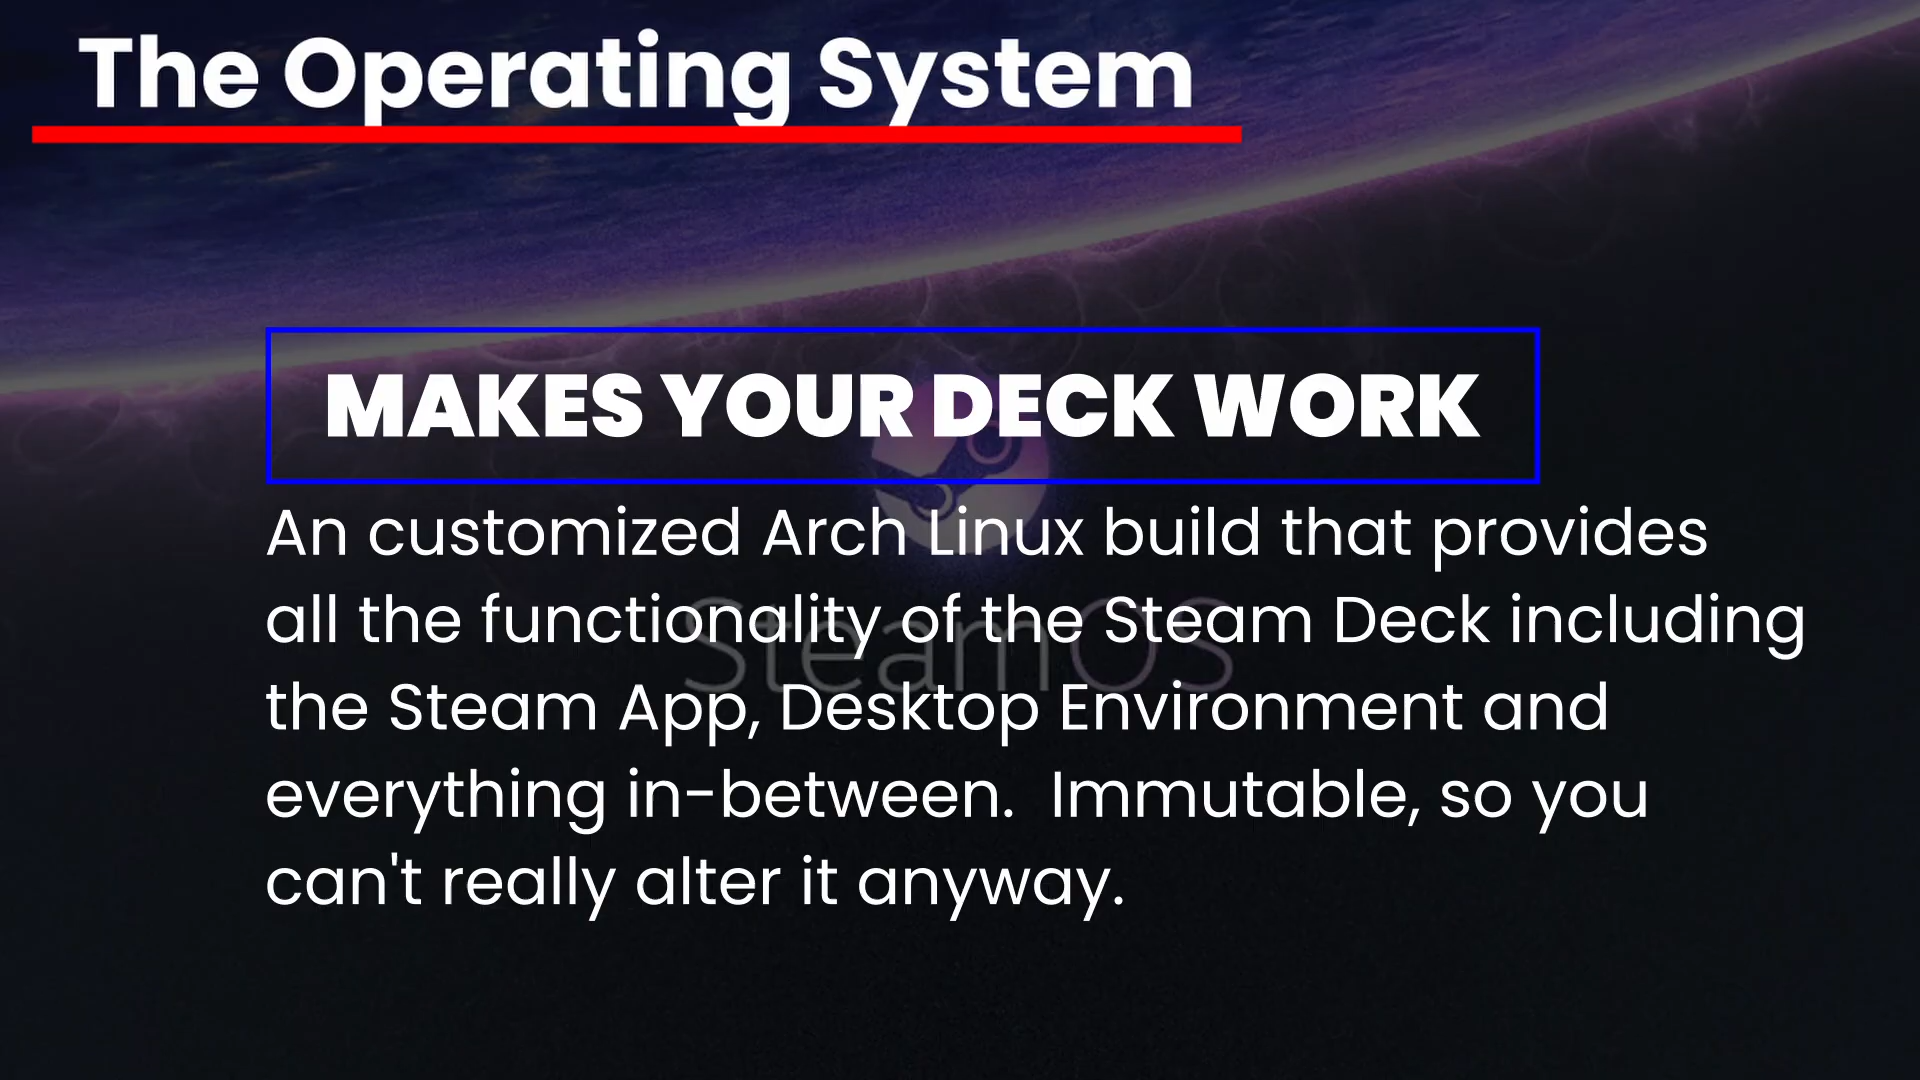 The Operating System
MAKES YOUR DECK WORK
An customized Arch Linux build that provides
all the functionality of the Steam Deck including
the Steam App, Desktop Environment and
everything in-between.  Immutable, so you
can't really alter it anyway.
SteamOS